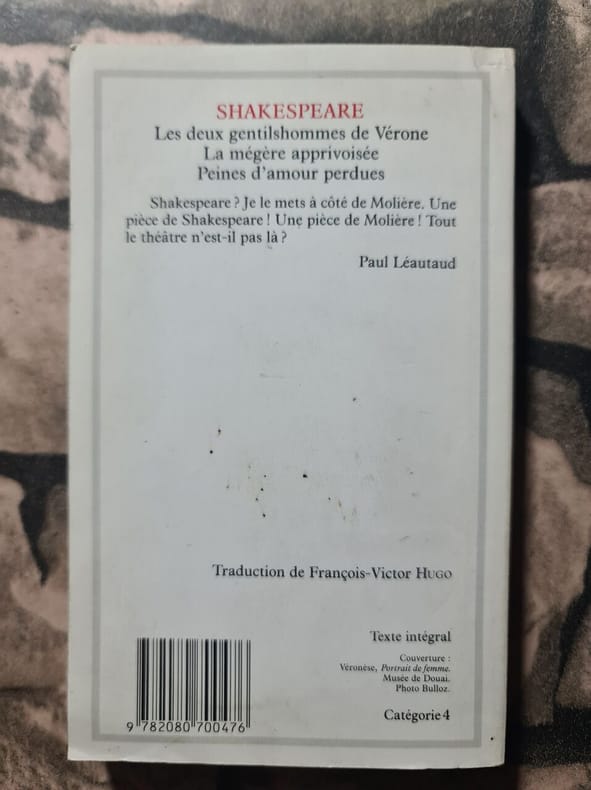 SHAKESPEARE
Les deux gentilshommes de Vérone
La mégère apprivoisée
Peines d'amour perdues
Shakespeare ? Je le mets à côté de Molière. Une
pièce de Shakespeare ! Une pièce de Molière ! Tout
le théâtre n'est-il pas là ?
Paul Léautaud
Traduction de François-Victor HUGO
Texte intégral
Couverture :
Véronèse, Portrait de femme.
Musée de Douai.
Photo Bulloz.
Catégorie 4
9 782080 700476